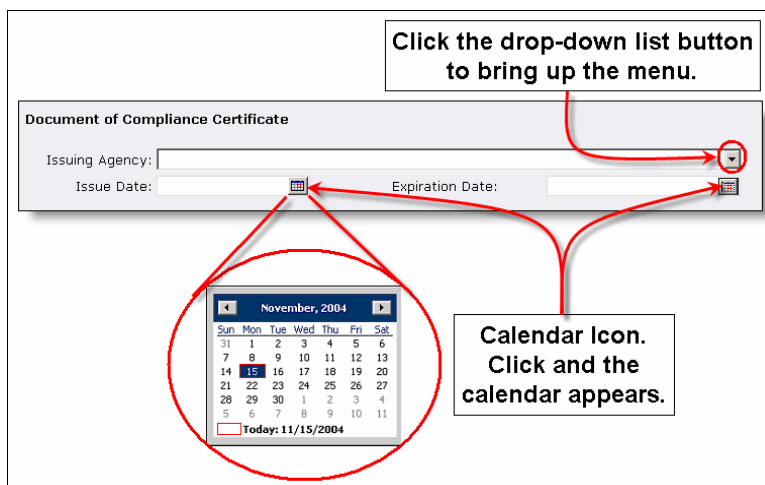 Click the drop-down list button
to bring up the menu.
Document of Compliance Certificate
Issuing Agency:
Issue Date:
Expiration Date:
November, 2004
Sun Mon Tue Wed Thu Fri Sat
31 1 2 3 4 5 6
7 8 9 10 11 12 13
14 15 16 17 18 19 20
21 22 23 24 25 26 27
28 29 30 1 2 3 4
5 6 7 8 9 10 11
Today: 11/15/2004
Calendar Icon.
Click and the
calendar appears.